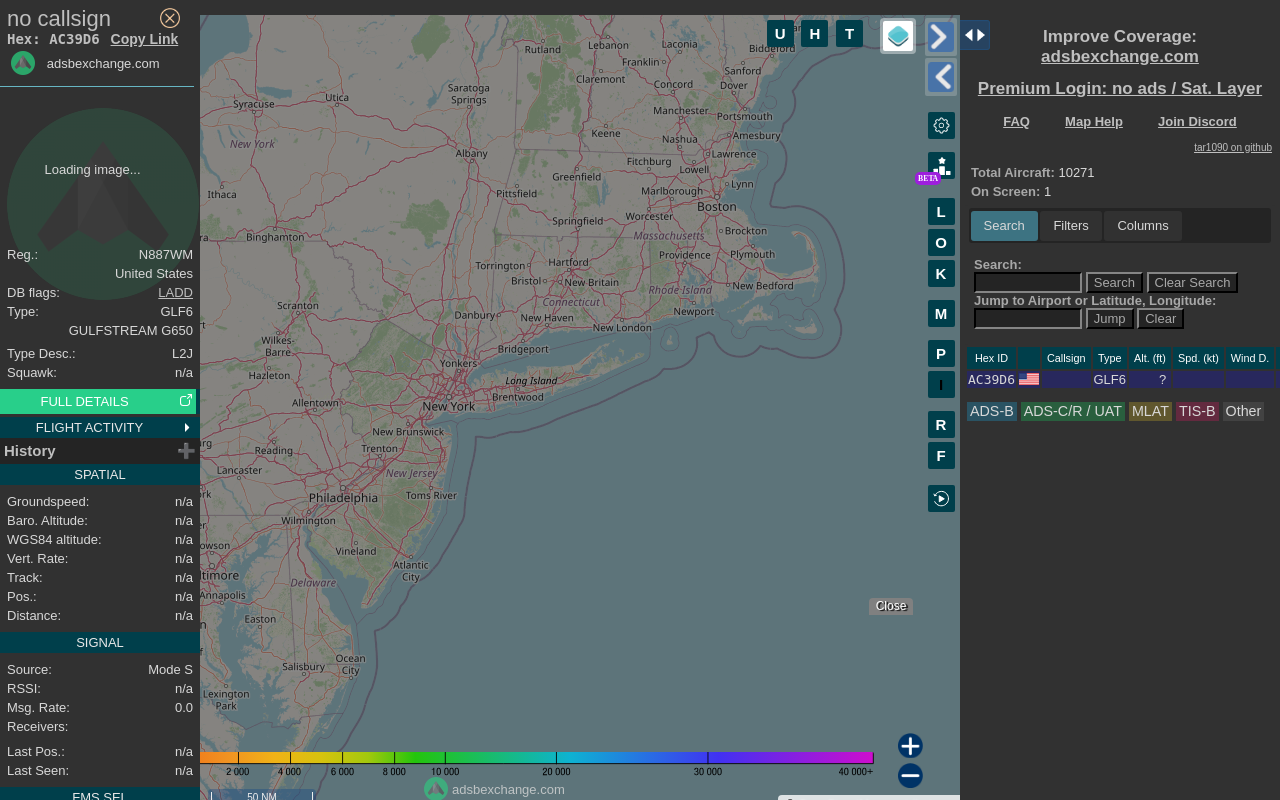 no callsign
Hex: AC39D6 Copy Link
adsbexchange.com
Loading image...
Reg.: N887WM
United States
DB flags: LADD
Type: GLF6
GULFSTREAM G650
Type Desc.: L2J
Squawk: n/a
FULL DETAILS
FLIGHT ACTIVITY
History
SPATIAL
Groundspeed: n/a
Baro. Altitude: n/a
WGS84 altitude: n/a
Vert. Rate: n/a
Track: n/a
Pos.: n/a
Distance: n/a
SIGNAL
Source: Mode S
RSSI: n/a
Msg. Rate: 0.0
Receivers:
Last Pos.: n/a
Last Seen: n/a
FMS SEL
U H T
Rutland
Lebanon
Laconia
Biddeford
Franklin
Sanford
Claremont
Concord
Dover
Syracuse
Utica
Saratoga
Springs
Manchester
Portsmouth
Keene
Nashua
Amesbury
New York
Albany
Fitchburg
Lawrence
Lowell
Greenfield
Ithaca
Pittsfield
Marlborough
Lynn
Boston
Worcester
Springfield
Brockton
Binghamton
Massachusetts
Torrington
Hartford
Providence
Plymouth
Bristol
New Britain
New Bedford
Scranton
Connecticut
Rhode Island
Danbury
New Haven
Newport
New London
Wilkes-
Barre
Bridgeport
Yonkers
Hazleton
Long Island
Brentwood
Allentown
New York
New Brunswick
Reading
Trenton
Lancaster
New Jersey
Philadelphia
Toms River
Wilmington
Vineland
Atlantic
City
Delaware
Annapolis
Easton
Salisbury
Ocean
City
Lexington
Park
BETA
L
O
K
M
P
I
R
F
Close
2 000 4 000 6 000 8 000 10 000 20 000 30 000 40 000+
adsbexchange.com
50 NM
Improve Coverage:
adsbexchange.com
Premium Login: no ads / Sat. Layer
FAQ Map Help Join Discord
tar1090 on github
Total Aircraft: 10271
On Screen: 1
Search Filters Columns
Search:
Search Clear Search
Jump to Airport or Latitude, Longitude:
Jump Clear
Hex ID Callsign Type Alt. (ft) Spd. (kt) Wind D.
AC39D6 GLF6 ?
ADS-B ADS-C/R / UAT MLAT TIS-B Other